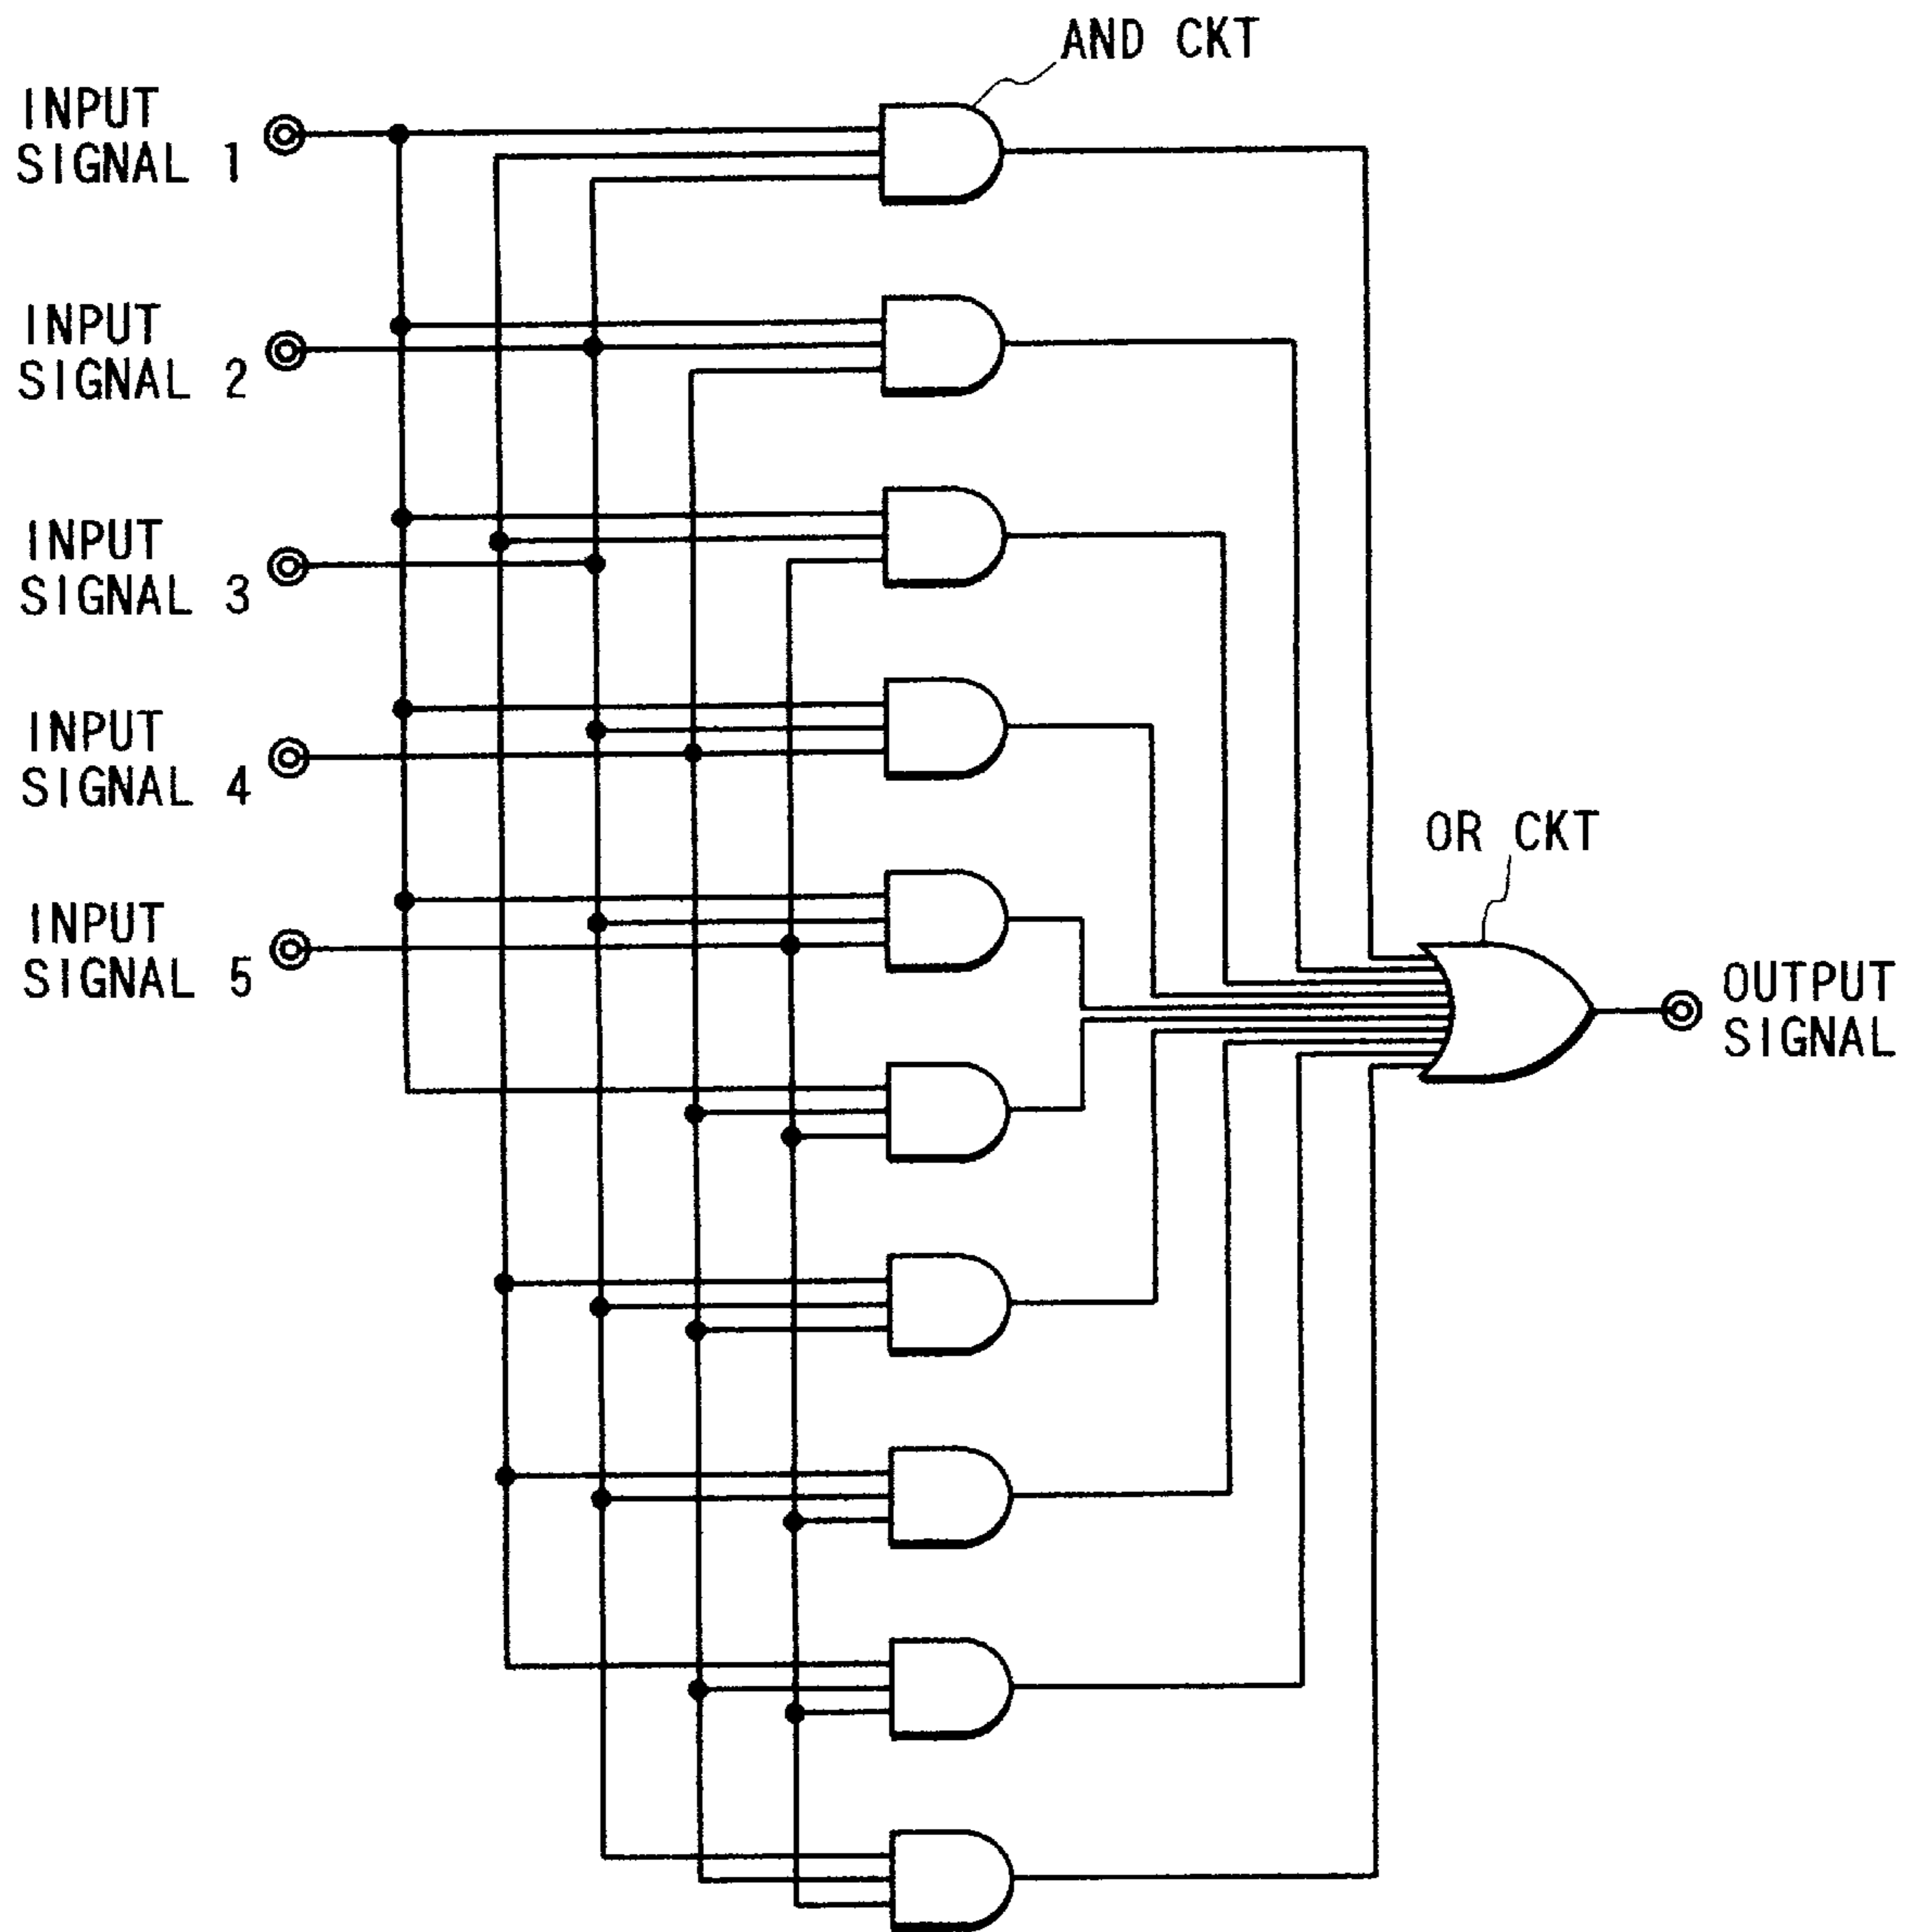 AND CKT
INPUT
SIGNAL 1
INPUT
SIGNAL 2
INPUT
SIGNAL 3
INPUT
SIGNAL 4
OR CKT
INPUT
SIGNAL 5
OUTPUT
SIGNAL